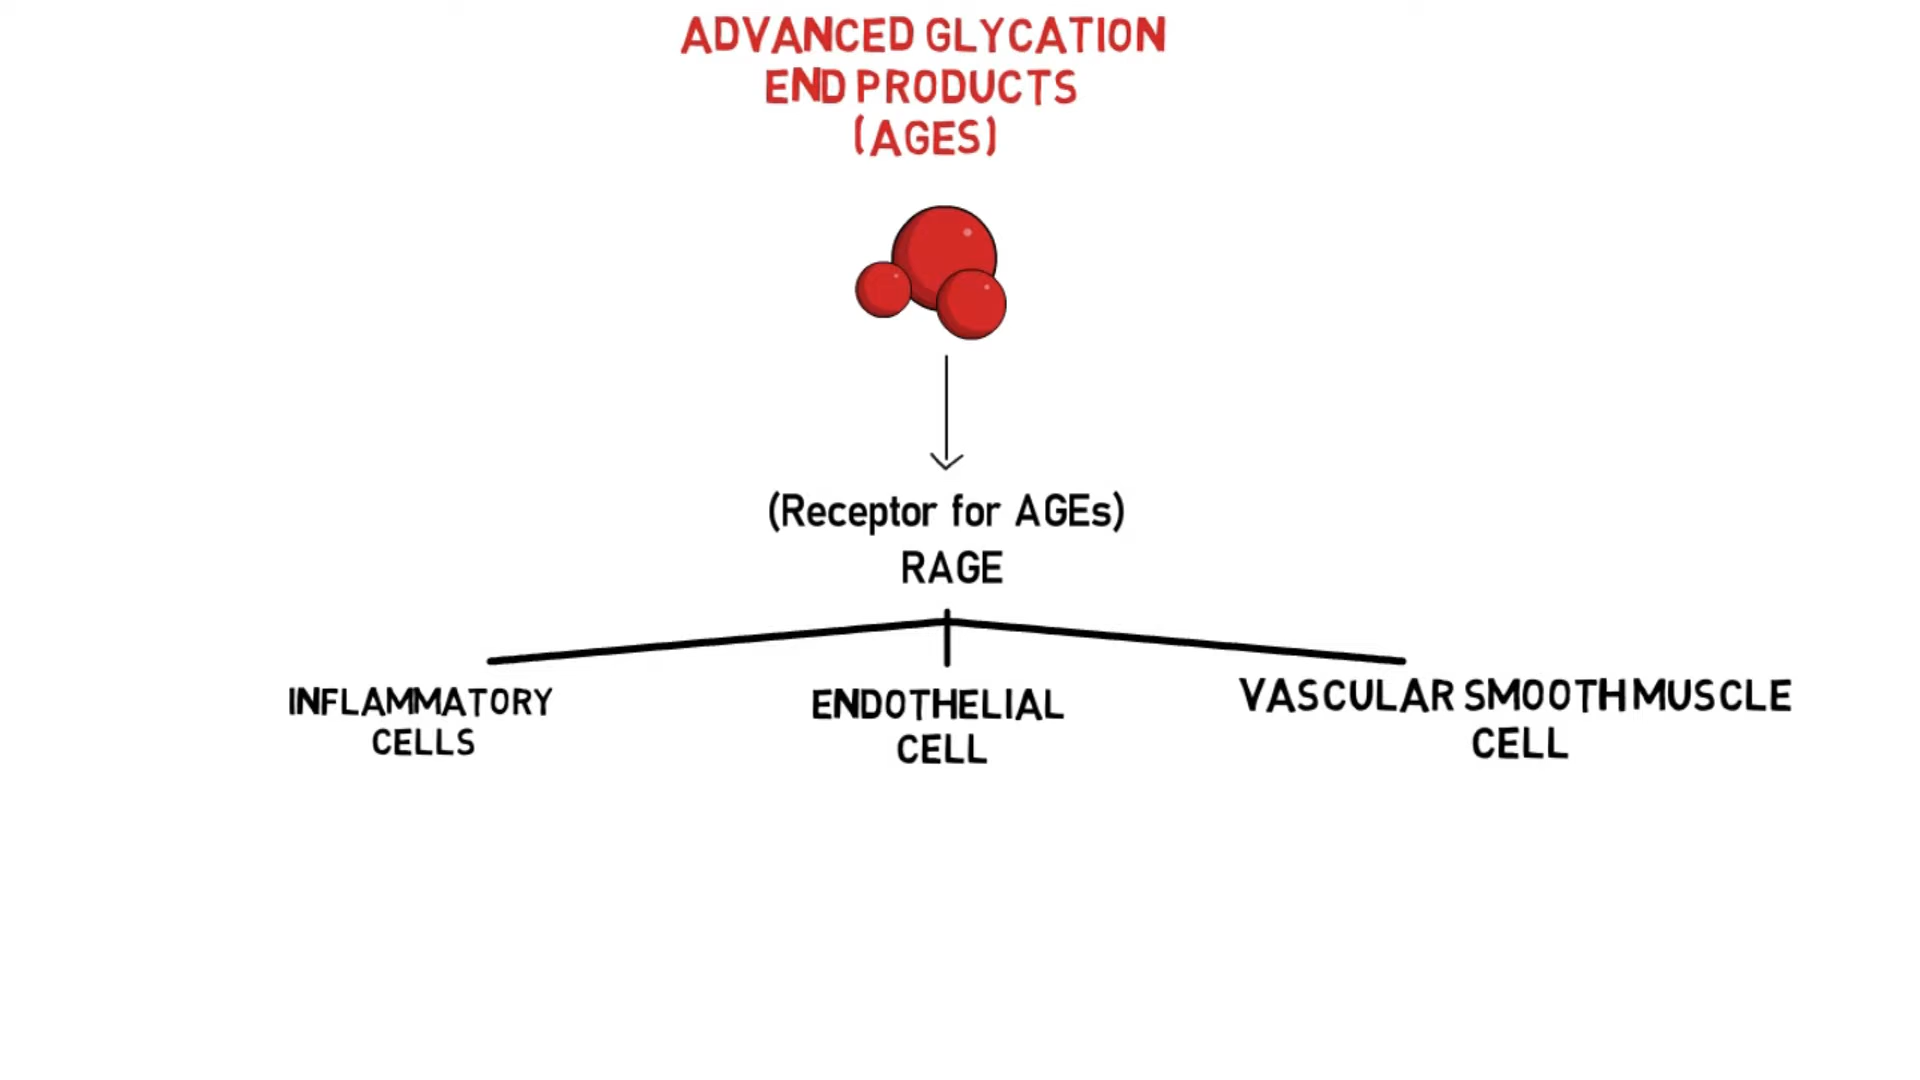 ADVANCED GLYCATION
END PRODUCTS
(AGES)
(Receptor for AGEs)
RAGE
INFLAMMATORY
CELLS
ENDOTHELIAL
CELL
VASCULAR SMOOTH MUSCLE
CELL